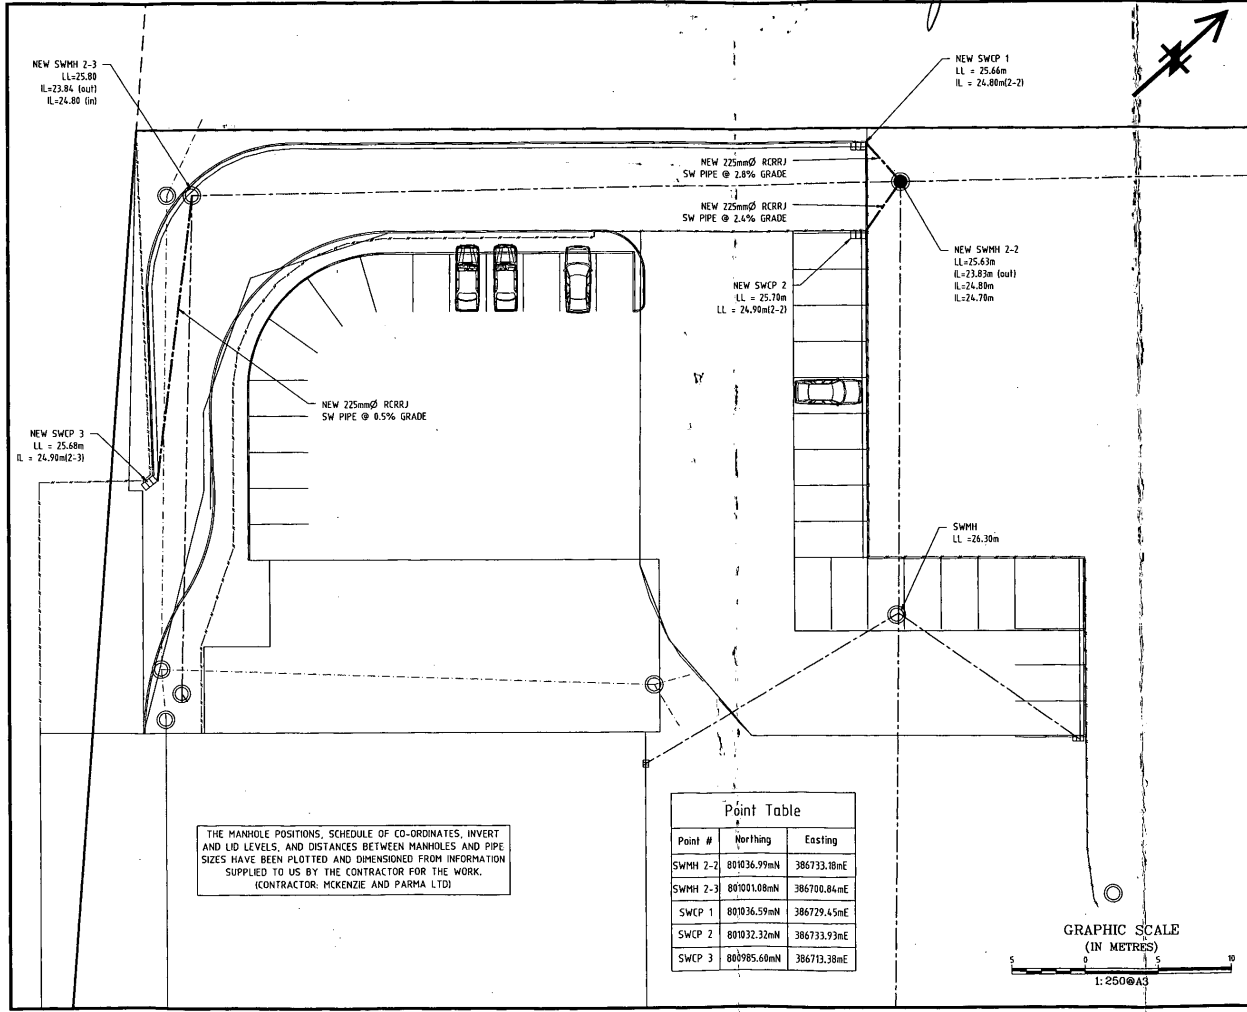 NEW SWMH 2-3
LL=25.80
IL=23.84 (out)
IL=24.80 (in)
NEW SWCP 1
LL = 25.66m
IL = 24.80m(2-2)
NEW 225mmØ RCRRJ
SW PIPE @ 2.8% GRADE
NEW 225mmØ RCRRJ
SW PIPE @ 2.4% GRADE
NEW SWMH 2-2
LL=25.63m
IL=23.83m (out)
IL=24.80m
IL=24.70m
NEW SWCP 2
LL = 25.70m
LL = 24.90m(2-2)
NEW 225mmØ RCRRJ
SW PIPE @ 0.5% GRADE
NEW SWCP 3
LL = 25.68m
IL = 24.90m(2-3)
SWMH
LL =26.30m
THE MANHOLE POSITIONS, SCHEDULE OF CO-ORDINATES, INVERT
AND LID LEVELS, AND DISTANCES BETWEEN MANHOLES AND PIPE
SIZES HAVE BEEN PLOTTED AND DIMENSIONED FROM INFORMATION
SUPPLIED TO US BY THE CONTRACTOR FOR THE WORK.
(CONTRACTOR: MCKENZIE AND PARMA LTD)
Point Table
Point # Northing Easting
SWMH 2-2 801036.99mN 386733.18mE
SWMH 2-3 801001.08mN 386700.84mE
SWCP 1 801036.59mN 386729.45mE
SWCP 2 801032.32mN 386733.93mE
SWCP 3 800985.60mN 386713.38mE
GRAPHIC SCALE
(IN METRES)
5 0 5 10
1:250@A3